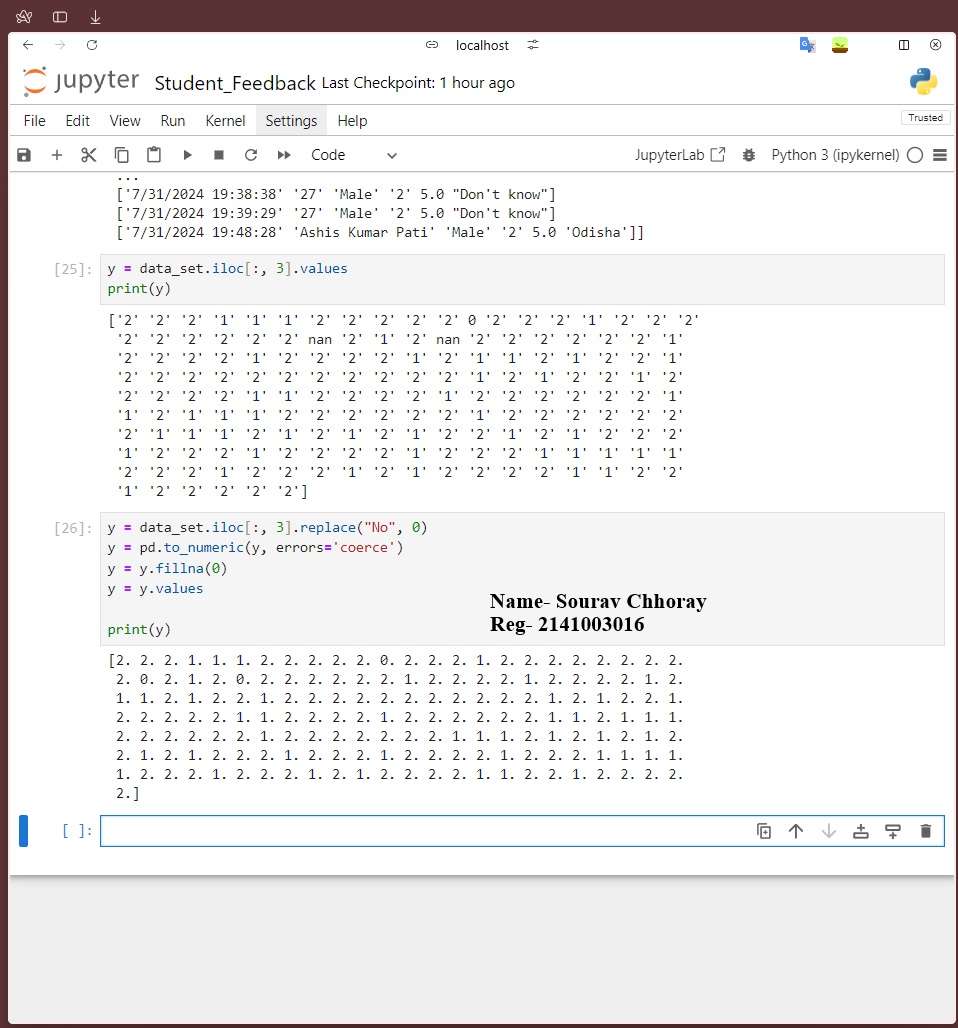 localhost
jupyter Student_Feedback Last Checkpoint: 1 hour ago
File Edit View Run Kernel Settings Help
Trusted
Code
JupyterLab
Python 3 (ipykernel)
...
['7/31/2024 19:38:38' '27' 'Male' '2' 5.0 "Don't know"]
['7/31/2024 19:39:29' '27' 'Male' '2' 5.0 "Don't know"]
['7/31/2024 19:48:28' 'Ashis Kumar Pati' 'Male' '2' 5.0 'Odisha']]
[25]: y = data_set.iloc[:, 3].values
print(y)
['2' '2' '2' '1' '1' '1' '2' '2' '2' '2' '2' 0 '2' '2' '2' '1' '2' '2' '2'
'2' '2' '2' '2' '2' '2' nan '2' '1' '2' nan '2' '2' '2' '2' '2' '2' '1'
'2' '2' '2' '2' '1' '2' '2' '2' '2' '1' '2' '1' '1' '2' '1' '2' '2' '1'
'2' '2' '2' '2' '2' '2' '2' '2' '2' '2' '2' '1' '2' '1' '2' '2' '1' '2'
'2' '2' '2' '2' '1' '1' '2' '2' '2' '2' '1' '2' '2' '2' '2' '2' '2' '1'
'1' '2' '1' '1' '1' '2' '2' '2' '2' '2' '2' '1' '2' '2' '2' '2' '2' '2'
'2' '1' '1' '1' '2' '1' '2' '1' '2' '1' '2' '2' '1' '2' '1' '2' '2' '2'
'1' '2' '2' '2' '1' '2' '2' '2' '2' '1' '2' '2' '2' '1' '1' '1' '1' '1'
'2' '2' '2' '1' '2' '2' '2' '1' '2' '1' '2' '2' '2' '2' '1' '1' '2' '2'
'1' '2' '2' '2' '2' '2']
[26]: y = data_set.iloc[:, 3].replace("No", 0)
y = pd.to_numeric(y, errors='coerce')
y = y.fillna(0)
y = y.values
print(y)
Name- Sourav Chhoray
Reg- 2141003016
[2. 2. 2. 1. 1. 1. 2. 2. 2. 2. 2. 0. 2. 2. 2. 1. 2. 2. 2. 2. 2. 2. 2. 2.
2. 0. 2. 1. 2. 0. 2. 2. 2. 2. 2. 2. 1. 2. 2. 2. 2. 1. 2. 2. 2. 2. 1. 2.
1. 1. 2. 1. 2. 2. 1. 2. 2. 2. 2. 2. 2. 2. 2. 2. 2. 2. 1. 2. 1. 2. 2. 1.
2. 2. 2. 2. 2. 1. 1. 2. 2. 2. 2. 1. 2. 2. 2. 2. 2. 2. 1. 1. 2. 1. 1. 1.
2. 2. 2. 2. 2. 2. 1. 2. 2. 2. 2. 2. 2. 2. 1. 1. 1. 2. 1. 2. 1. 2. 1. 2.
2. 1. 2. 1. 2. 2. 2. 1. 2. 2. 2. 1. 2. 2. 2. 2. 1. 2. 2. 2. 1. 1. 1. 1.
1. 2. 2. 2. 1. 2. 2. 2. 1. 2. 1. 2. 2. 2. 2. 1. 1. 2. 2. 1. 2. 2. 2. 2.
2.]
[ ]: